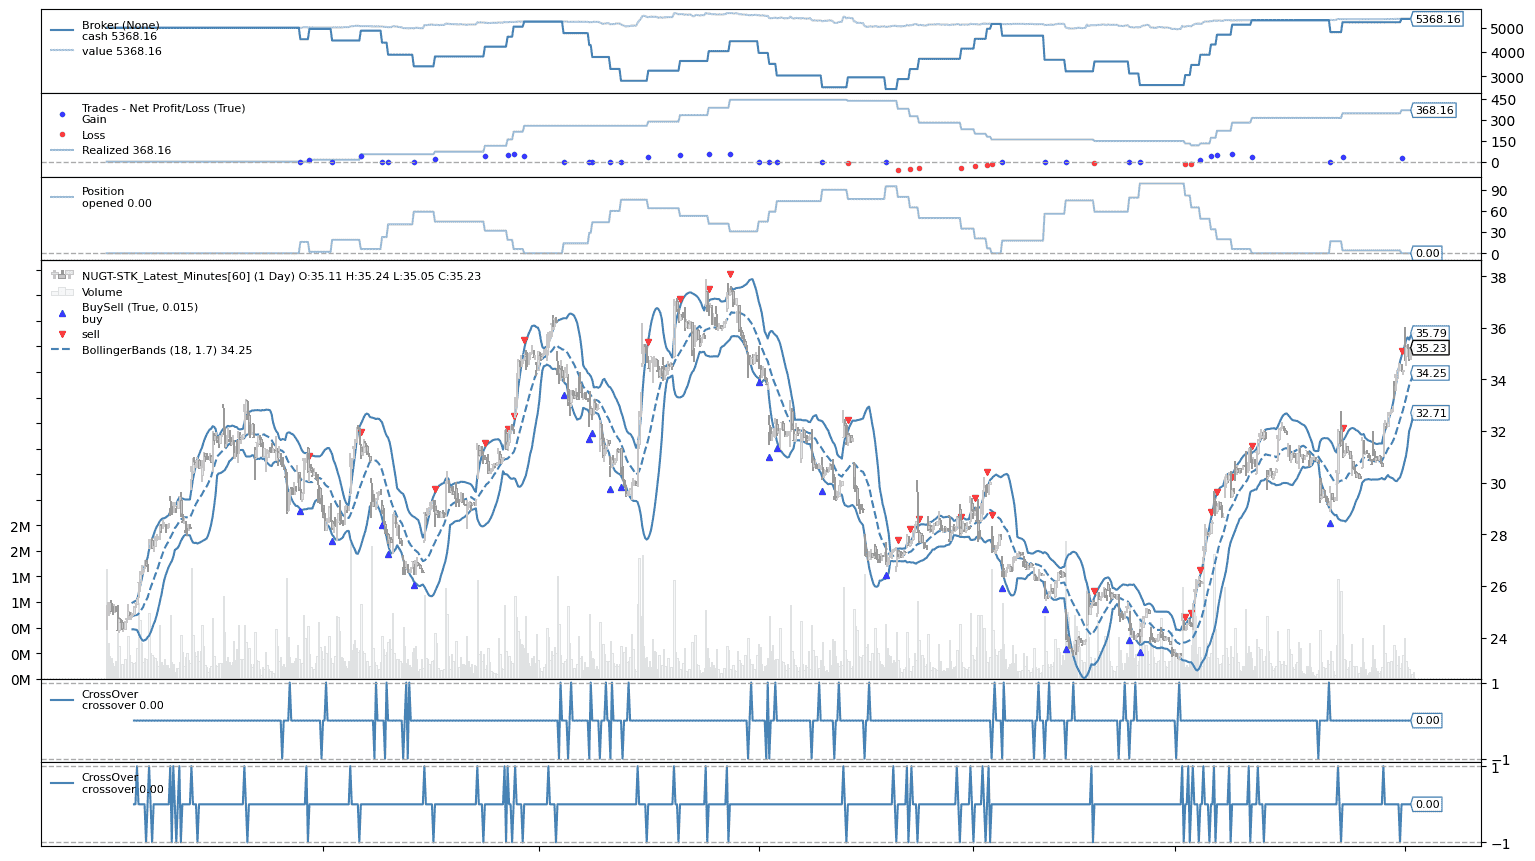 Broker (None)
cash 5368.16
value 5368.16
5368.16
5000
4000
3000
Trades - Net Profit/Loss (True)
Gain
Loss
Realized 368.16
368.16
450
300
150
0
Position
opened 0.00
0.00
90
60
30
0
NUGT-STK_Latest_Minutes[60] (1 Day) O:35.11 H:35.24 L:35.05 C:35.23
Volume
BuySell (True, 0.015)
buy
sell
BollingerBands (18, 1.7) 34.25
35.79
35.23
34.25
32.71
38
36
34
32
30
28
26
24
2M
2M
1M
1M
0M
0M
0M
CrossOver
crossover 0.00
0.00
1
−1
CrossOver
crossover 0.00
0.00
1
−1